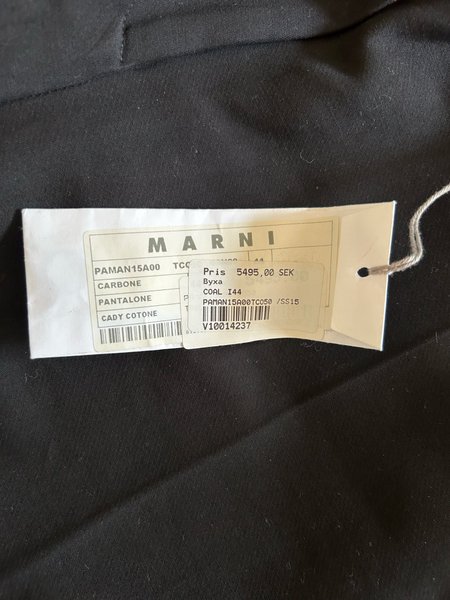 MARNI
PAMAN15A00
CARBONE
PANTALONE
CADY COTONE
Pris 5495,00 SEK
Byxa
COAL I44
PAMAN15A00TC050 /SS15
V10014237